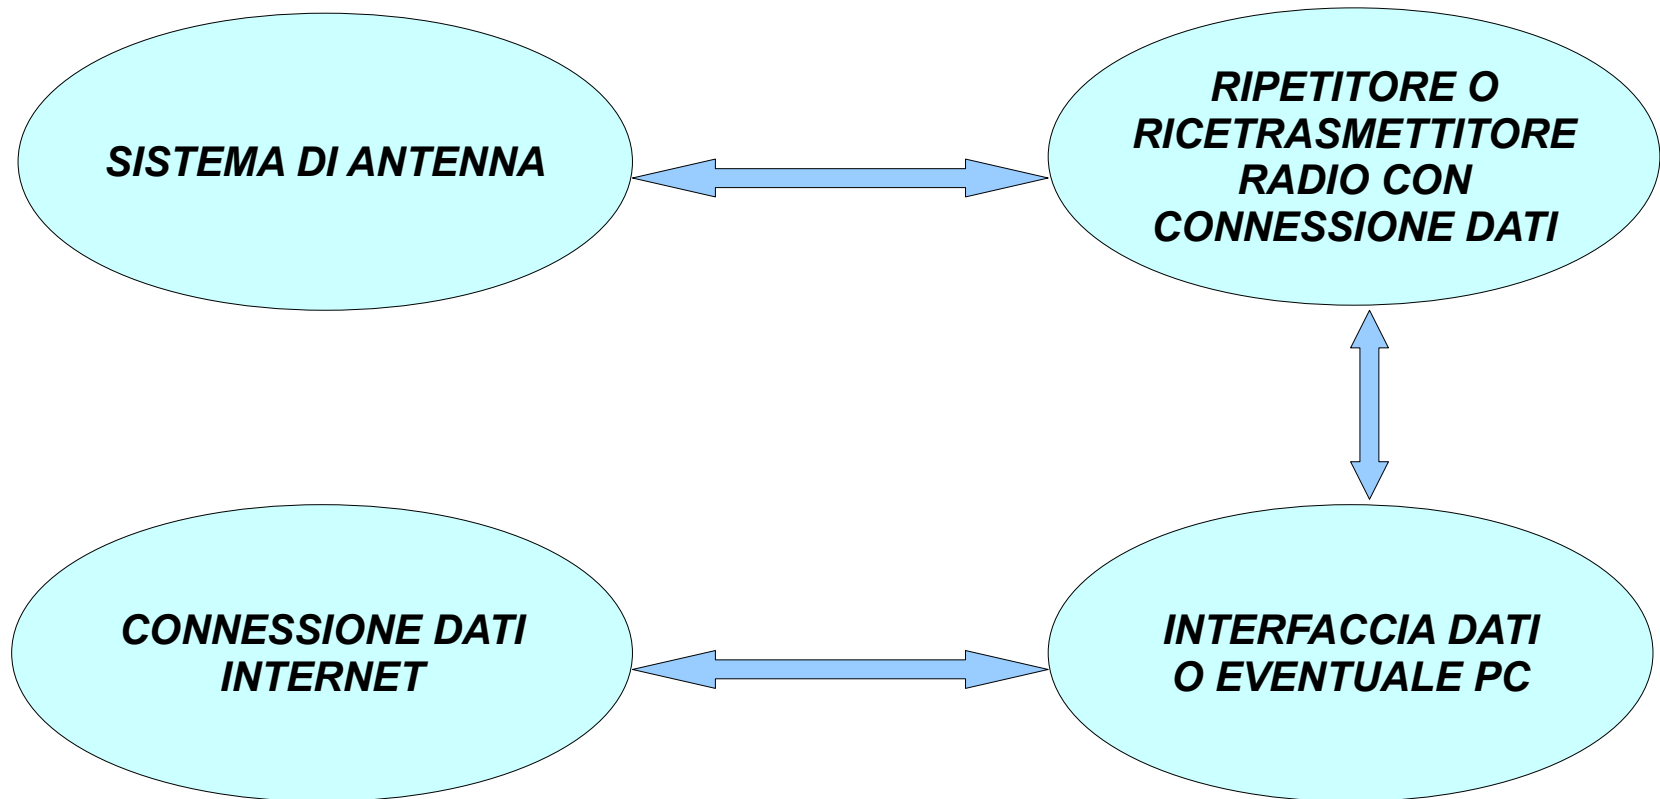 SISTEMA DI ANTENNA
RIPETITORE O
RICETRASMETTITORE
RADIO CON
CONNESSIONE DATI
CONNESSIONE DATI
INTERNET
INTERFACCIA DATI
O EVENTUALE PC